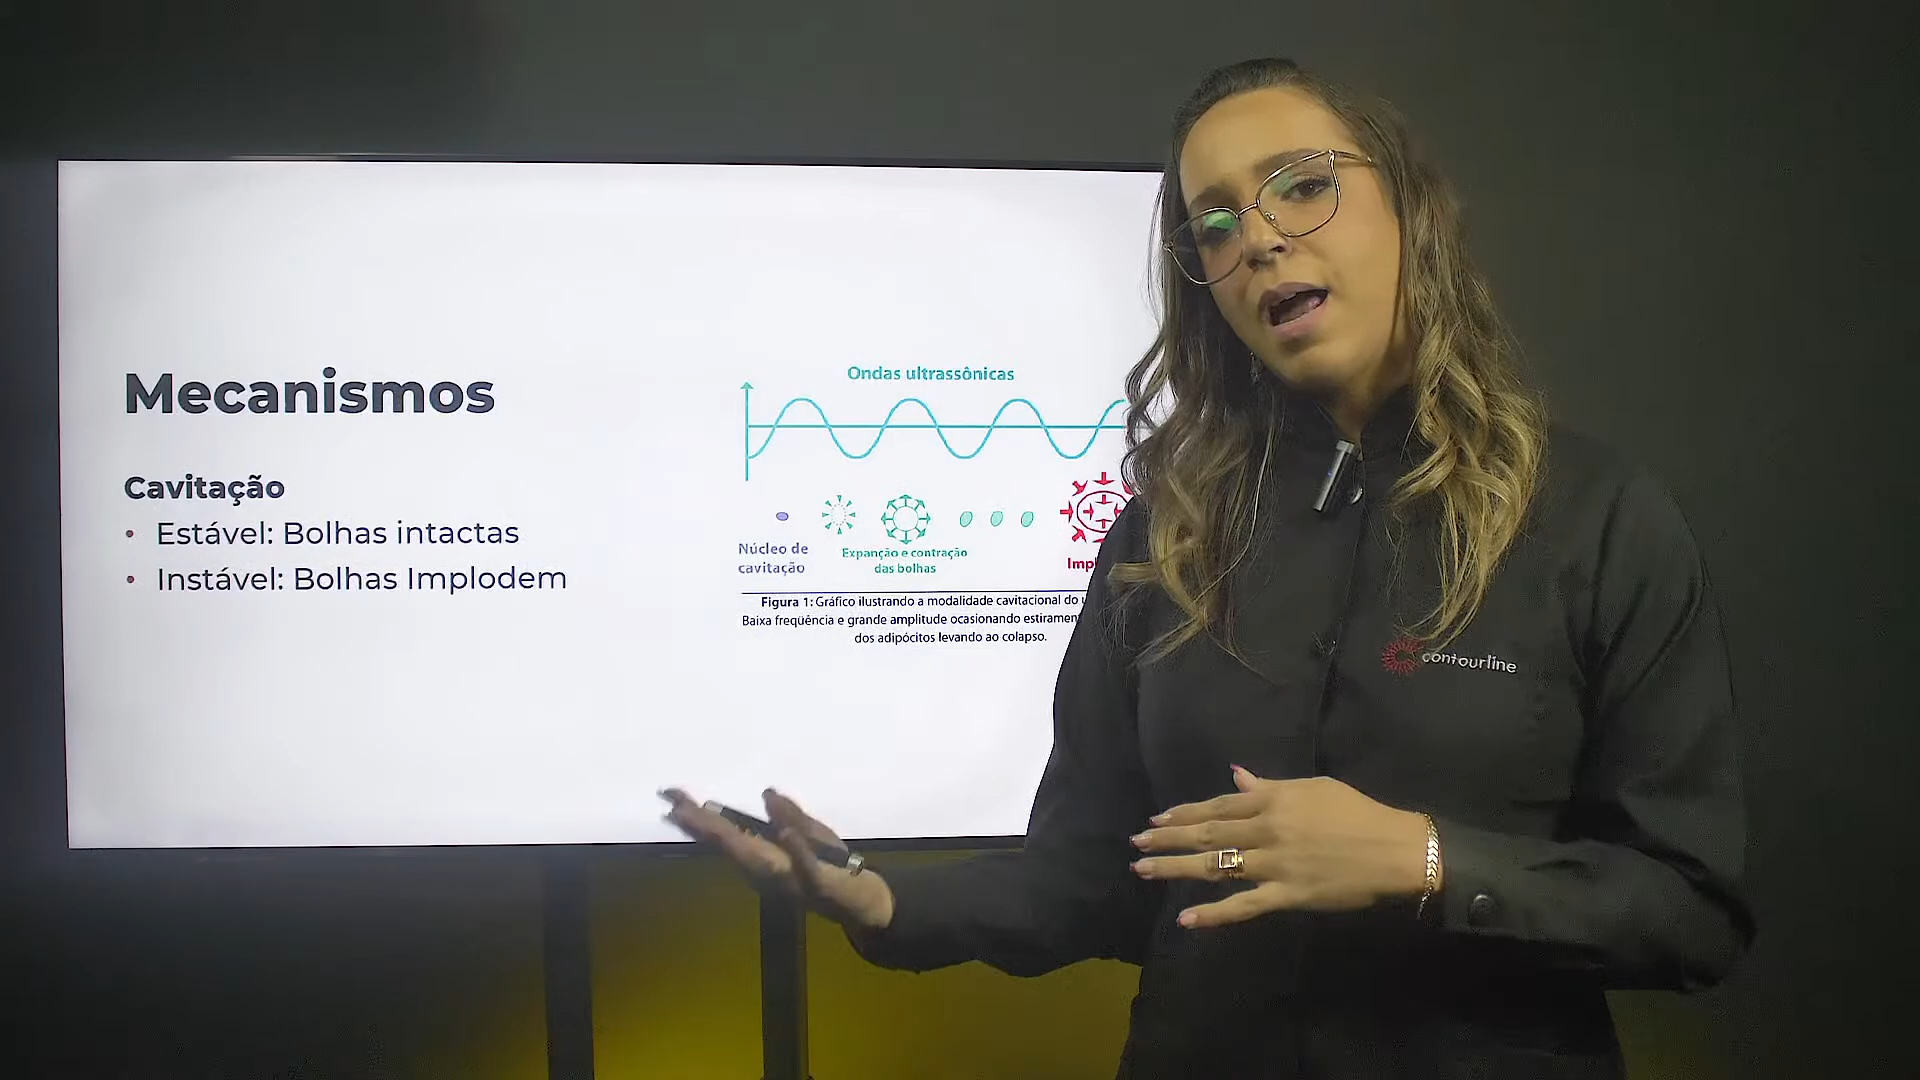 Mecanismos
Cavitação
Estável: Bolhas intactas
Instável: Bolhas Implodem
Ondas ultrassônicas
Núcleo de
cavitação
Expanção e contração
das bolhas
Figura 1: Gráfico ilustrando a modalidade cavitacional do
Baixa freqüência e grande amplitude ocasionando
dos adipócitos levando ao colapso.
contourline